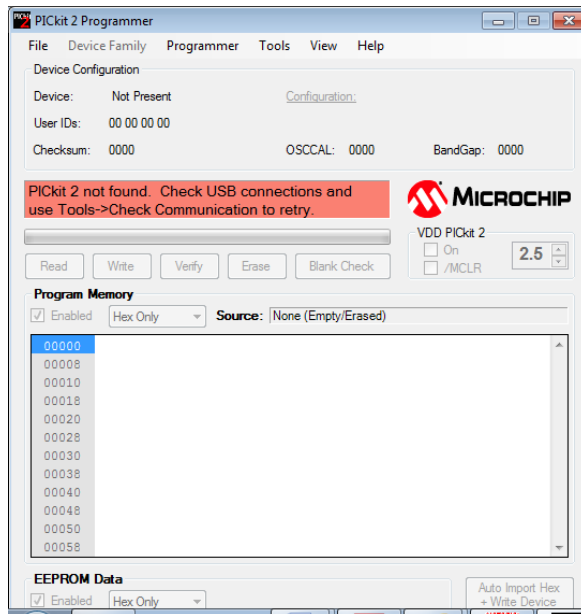 PICkit 2 Programmer
File Device Family Programmer Tools View Help
Device Configuration
Device: Not Present Configuration:
User IDs: 00 00 00 00
Checksum: 0000 OSCCAL: 0000 BandGap: 0000
PICkit 2 not found. Check USB connections and
use Tools->Check Communication to retry.
MICROCHIP
VDD PICkit 2
On
/MCLR
2.5
Read Write Verify Erase Blank Check
Program Memory
Enabled Hex Only Source: None (Empty/Erased)
00000
00008
00010
00018
00020
00028
00030
00038
00040
00048
00050
00058
EEPROM Data
Enabled Hex Only
Auto Import Hex
+ Write Device